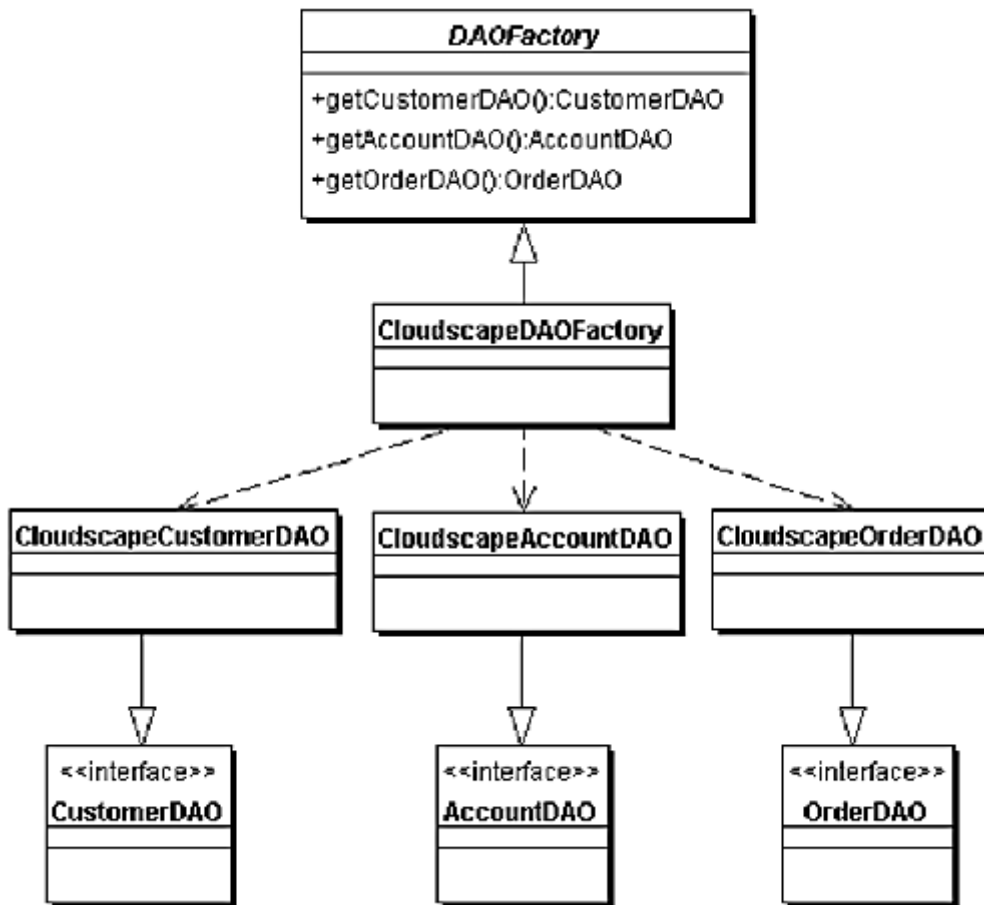 DAOFactory
+getCustomerDAO():CustomerDAO
+getAccountDAO():AccountDAO
+getOrderDAO():OrderDAO
CloudscapeDAOFactory
CloudscapeCustomerDAO
CloudscapeAccountDAO
CloudscapeOrderDAO
<<interface>>
CustomerDAO
<<interface>>
AccountDAO
<<interface>>
OrderDAO